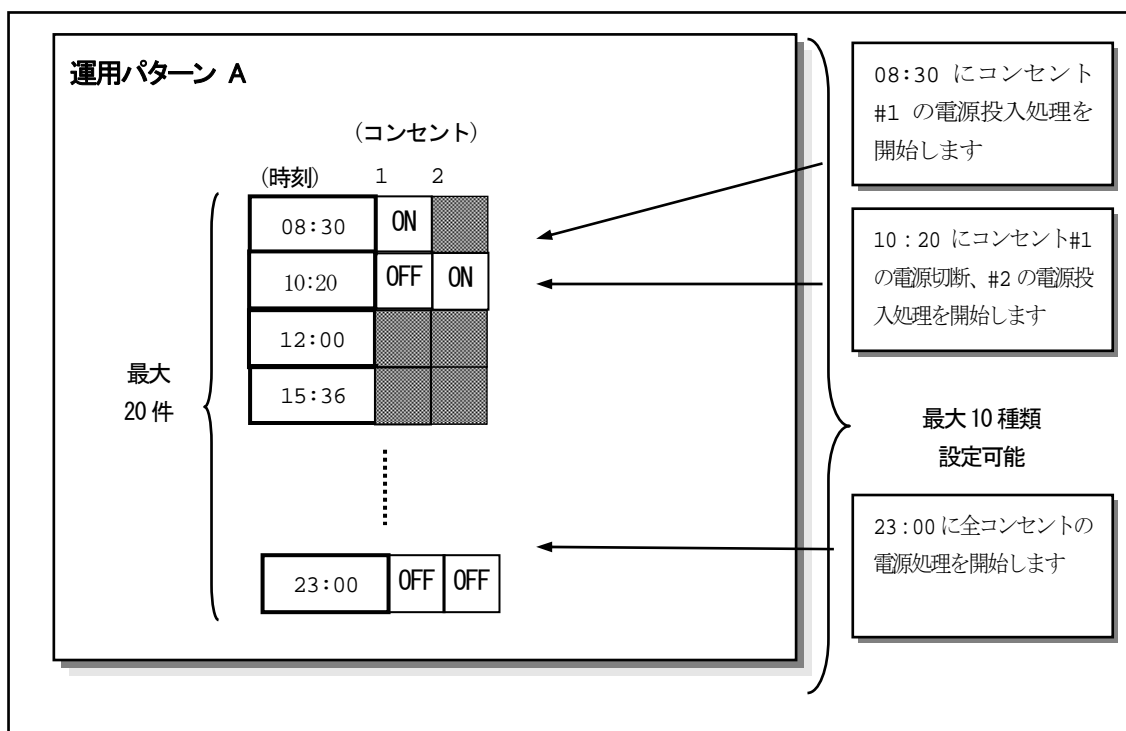 運用パターン A
(コンセント)
(時刻) 1 2
08:30 ON
10:20 OFF ON
12:00
15:36
最大
20 件
23:00 OFF OFF
08:30 にコンセント
#1 の電源投入処理を
開始します
10：20 にコンセント#1
の電源切断、#2 の電源投
入処理を開始します
最大 10 種類
設定可能
23：00 に全コンセントの
電源処理を開始します